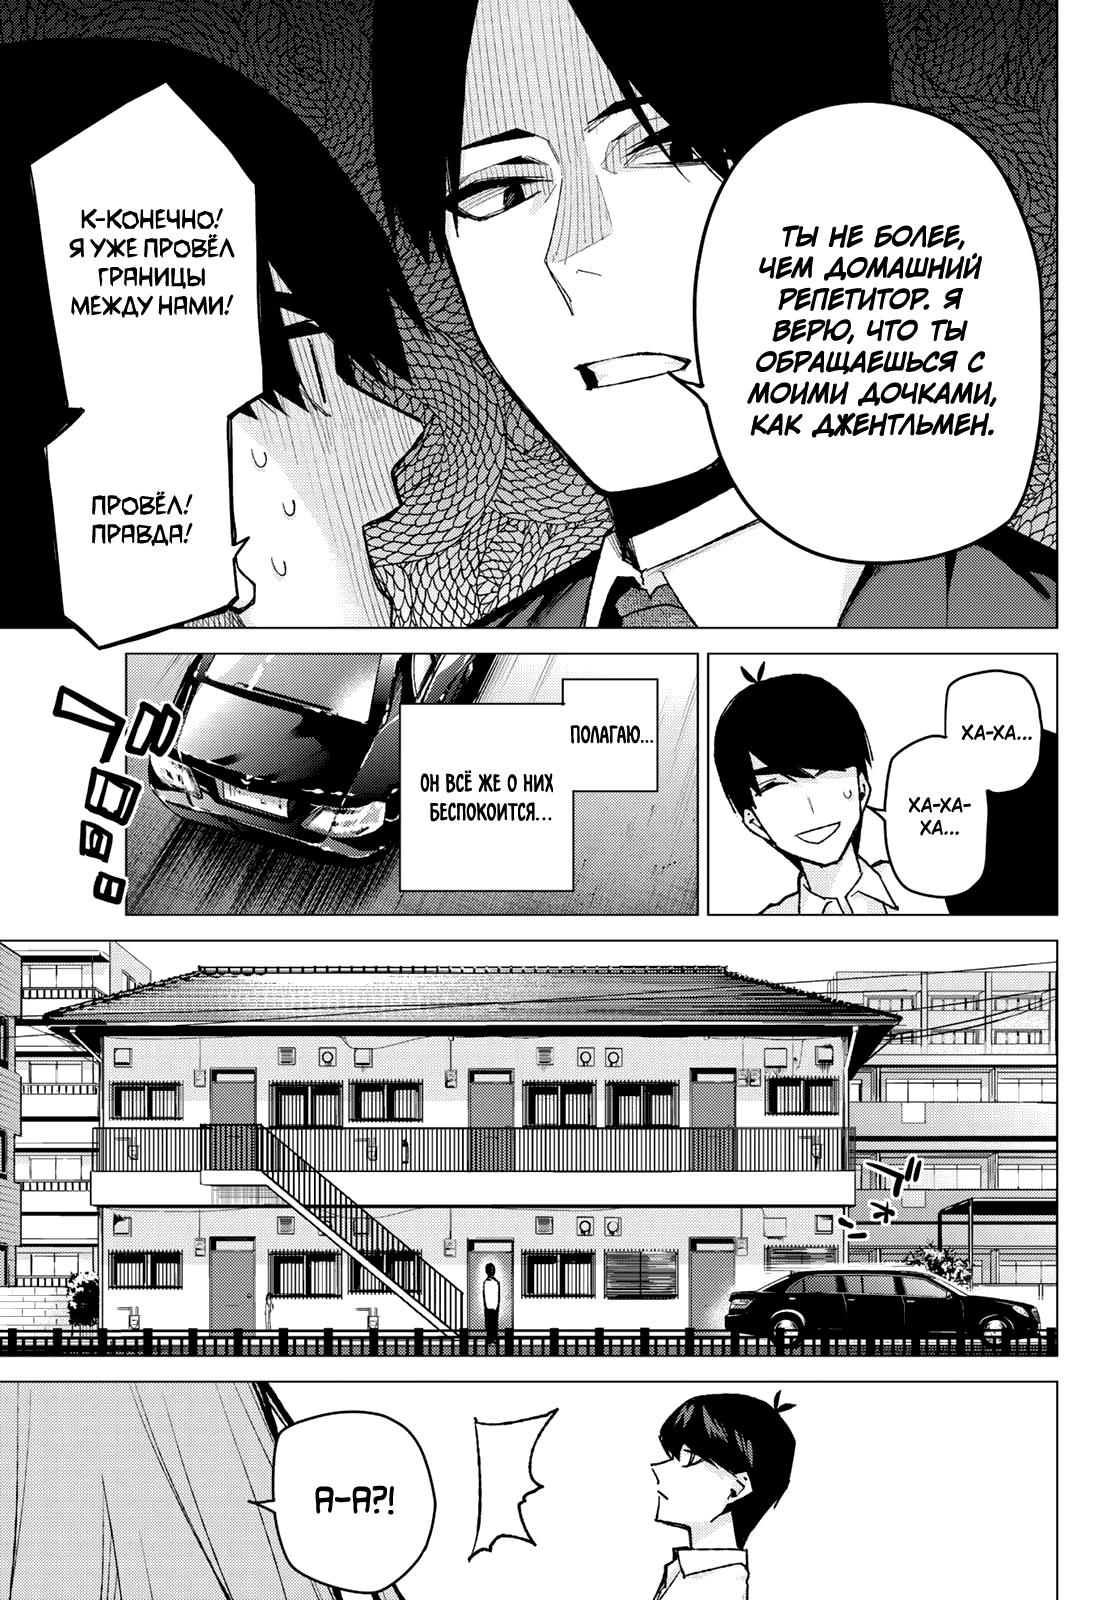 ТЫ НЕ БОЛЕЕ,
ЧЕМ ДОМАШНИЙ
РЕПЕТИТОР. Я
ВЕРЮ, ЧТО ТЫ
ОБРАЩАЕШЬСЯ С
МОИМИ ДОЧКАМИ,
КАК ДЖЕНТЛЬМЕН.
К-КОНЕЧНО!
Я УЖЕ ПРОВЁЛ
ГРАНИЦЫ
МЕЖДУ НАМИ!
ПРОВЁЛ!
ПРАВДА!
ХА-ХА...
ХА-ХА-
ХА...
ПОЛАГАЮ...
ОН ВСЁ ЖЕ О НИХ
БЕСПОКОИТСЯ...
А-А?!